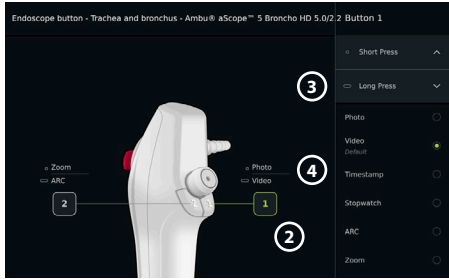 Endoscope button - Trachea and bronchus - Ambu® aScope™ 5 Broncho HD 5.0/2.2
Button 1
Short Press
3
Long Press
Photo
Video
Default
Zoom
ARC
Photo
Video
4
Timestamp
2
1
Stopwatch
2
ARC
Zoom